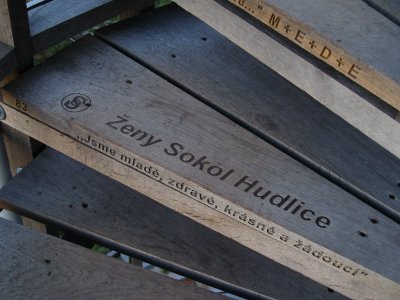 ..." M+E+D+E
83
Ženy Sokol Hudlice
„Jsme mladé, zdravé, krásné a žádoucí"